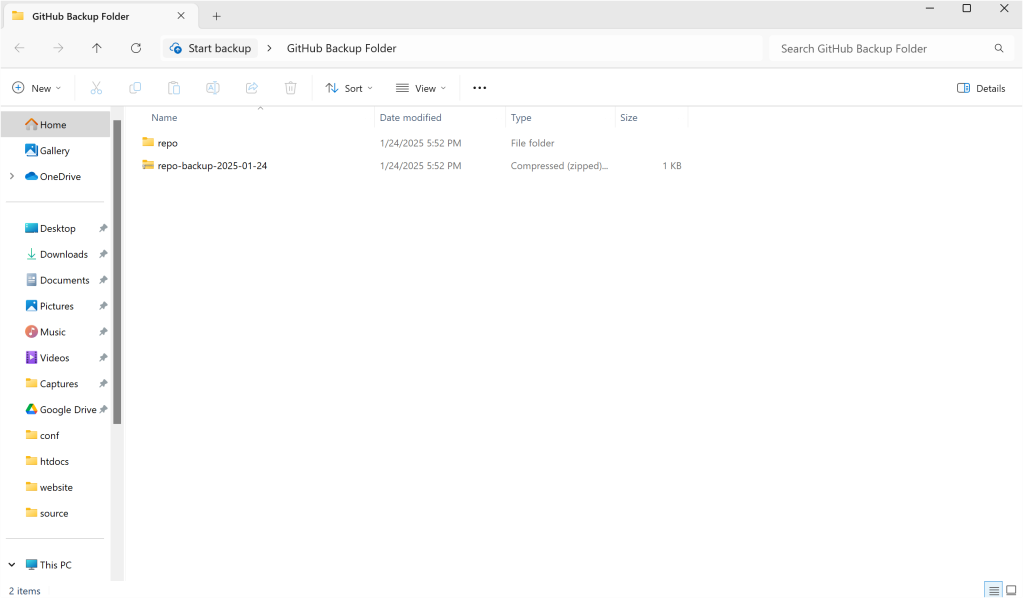 GitHub Backup Folder
Start backup > GitHub Backup Folder
Search GitHub Backup Folder
New
Sort
View
Details
Name Date modified Type Size
repo 1/24/2025 5:52 PM File folder
repo-backup-2025-01-24 1/24/2025 5:52 PM Compressed (zipped)... 1 KB
Home
Gallery
OneDrive
Desktop
Downloads
Documents
Pictures
Music
Videos
Captures
Google Drive
conf
htdocs
website
source
This PC
2 items